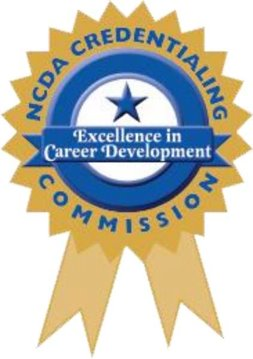 NCDA CREDENTIALING
Excellence in
Career Development
COMMISSION